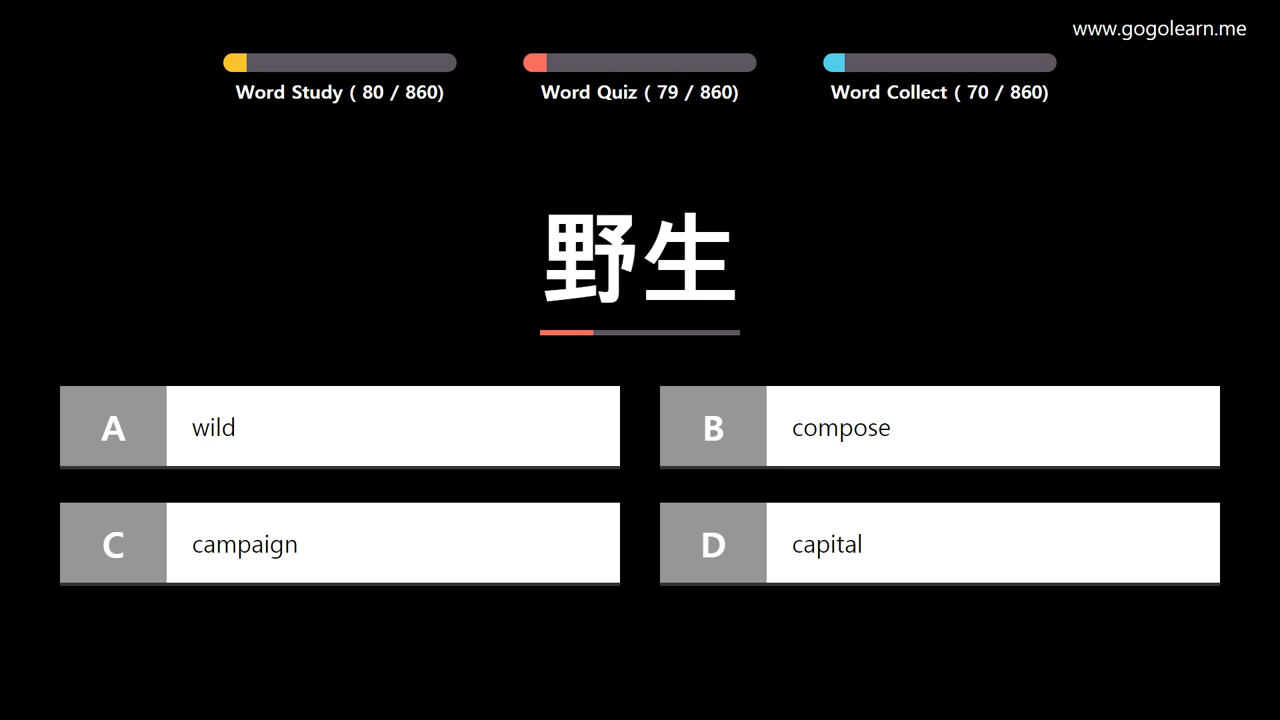 www.gogolearn.me
Word Study ( 80 / 860)
Word Quiz ( 79 / 860)
Word Collect ( 70 / 860)
野生
A wild
B compose
C campaign
D capital